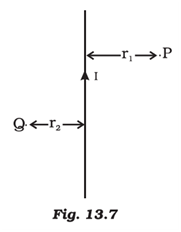 r₁ P
I
Q r₂
Fig. 13.7